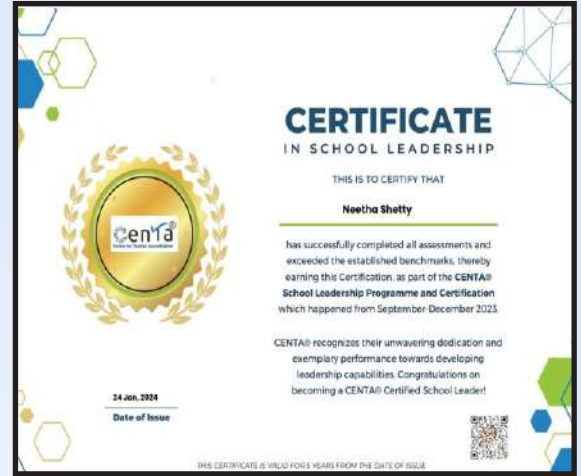 CERTIFICATE
IN SCHOOL LEADERSHIP
THIS IS TO CERTIFY THAT
Neetha Shetty
CENTA®
Centre for Teacher Accreditation
has successfully completed all assessments and
exceeded the established benchmarks, thereby
earning this Certification, as part of the CENTA®
School Leadership Programme and Certification
which happened from September-December 2023.
CENTA® recognizes their unwavering dedication and
exemplary performance towards developing
leadership capabilities. Congratulations on
becoming a CENTA® Certified School Leader!
24 Jan, 2024
Date of Issue
THIS CERTIFICATE IS VALID FOR 5 YEARS FROM THE DATE OF ISSUE